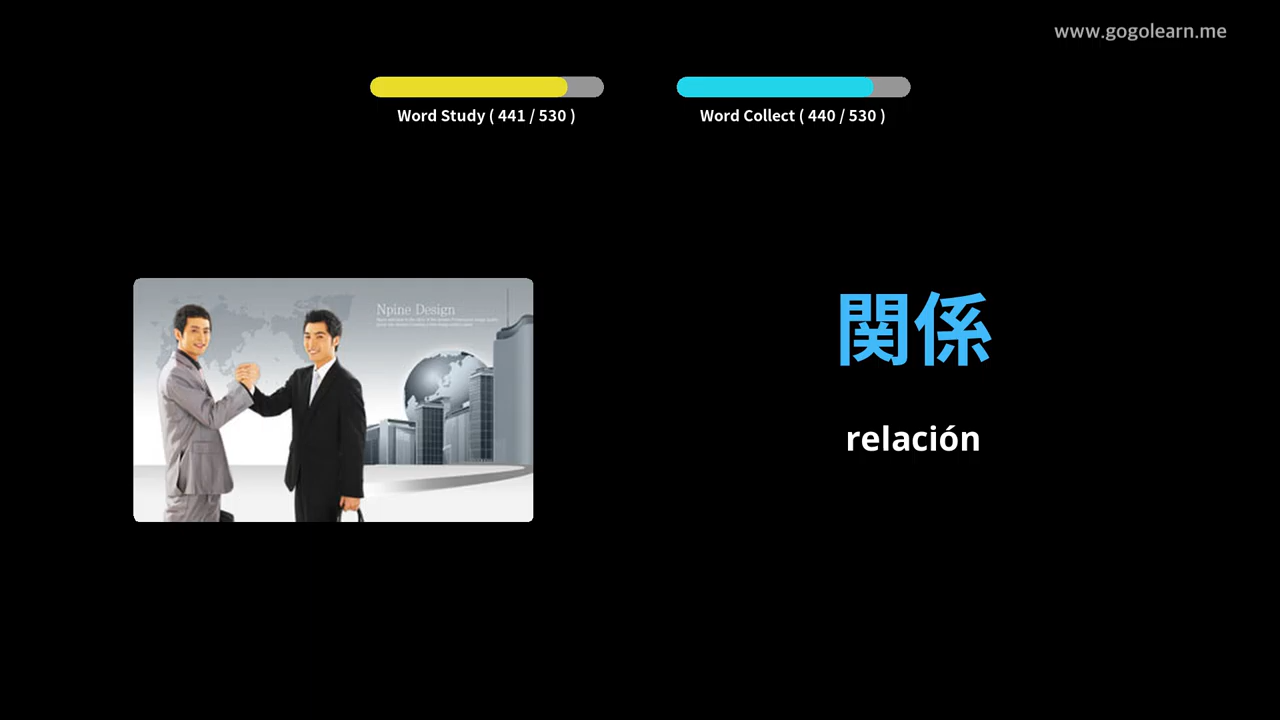 www.gogolearn.me
Word Study ( 441 / 530 )
Word Collect ( 440 / 530 )
Npine Design
関係
relación